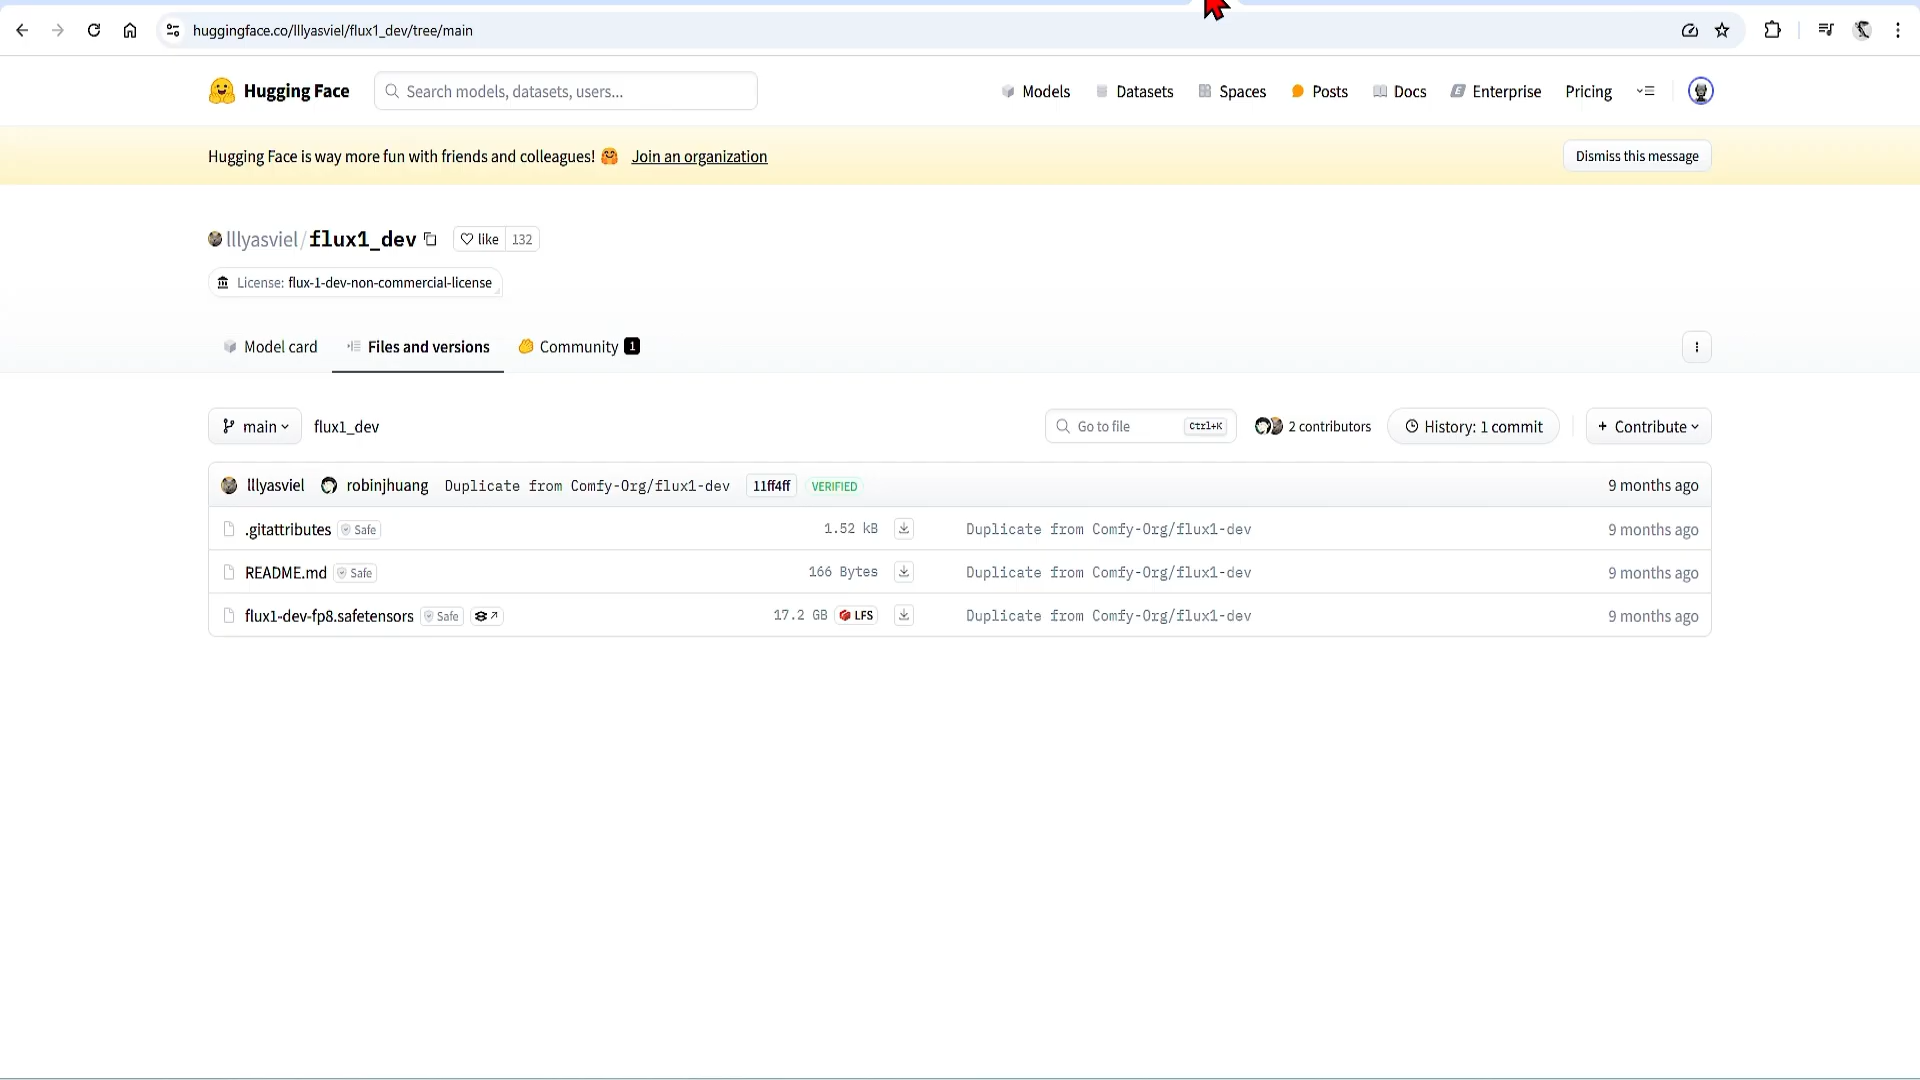 huggingface.co/lllyasviel/flux1_dev/tree/main
Hugging Face Search models, datasets, users... Models Datasets Spaces Posts Docs Enterprise Pricing
Hugging Face is way more fun with friends and colleagues! 🤗 Join an organization Dismiss this message
lllyasviel/flux1_dev like 132
License: flux-1-dev-non-commercial-license
Model card Files and versions Community 1
main flux1_dev Go to file Ctrl+K 2 contributors History: 1 commit + Contribute
lllyasviel robinjhuang Duplicate from Comfy-Org/flux1-dev 11ff4ff VERIFIED 9 months ago
.gitattributes Safe 1.52 kB Duplicate from Comfy-Org/flux1-dev 9 months ago
README.md Safe 166 Bytes Duplicate from Comfy-Org/flux1-dev 9 months ago
flux1-dev-fp8.safetensors Safe 17.2 GB LFS Duplicate from Comfy-Org/flux1-dev 9 months ago